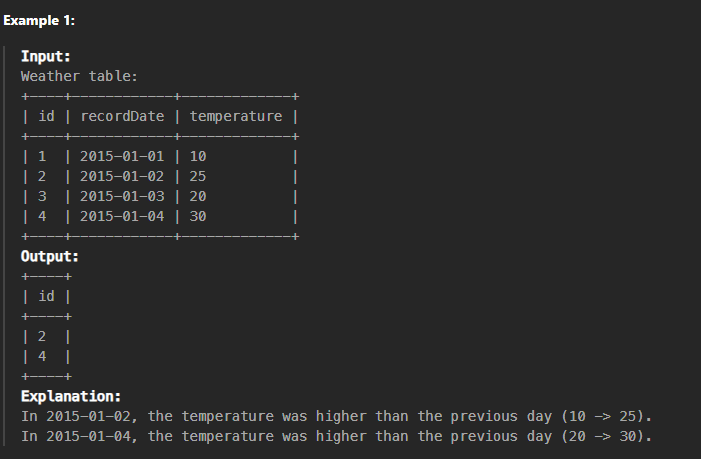 Example 1:
Input:
Weather table:
+----+------------+-------------+
| id | recordDate | temperature |
+----+------------+-------------+
| 1  | 2015-01-01 | 10          |
| 2  | 2015-01-02 | 25          |
| 3  | 2015-01-03 | 20          |
| 4  | 2015-01-04 | 30          |
+----+------------+-------------+
Output:
+----+
| id |
+----+
| 2  |
| 4  |
+----+
Explanation:
In 2015-01-02, the temperature was higher than the previous day (10 -> 25).
In 2015-01-04, the temperature was higher than the previous day (20 -> 30).